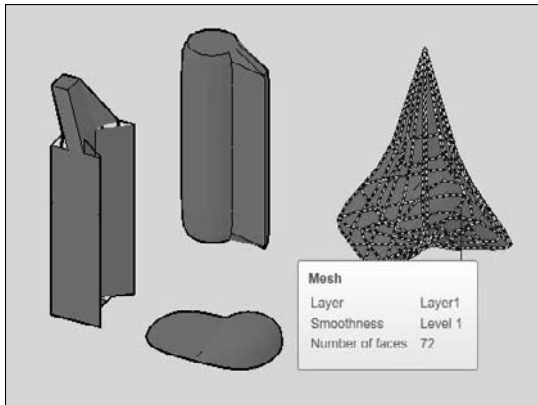 Mesh
Layer Layer1
Smoothness Level 1
Number of faces 72